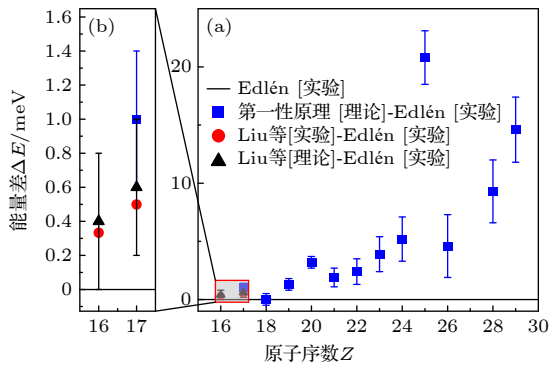 (b)
能量差ΔE/meV
1.6
1.4
1.2
1.0
0.8
0.6
0.4
0.2
0
16 17
(a)
20
10
0
Edlén [实验]
第一性原理 [理论]-Edlén [实验]
Liu等[实验]-Edlén [实验]
Liu等[理论]-Edlén [实验]
16 18 20 22 24 26 28 30
原子序数Z